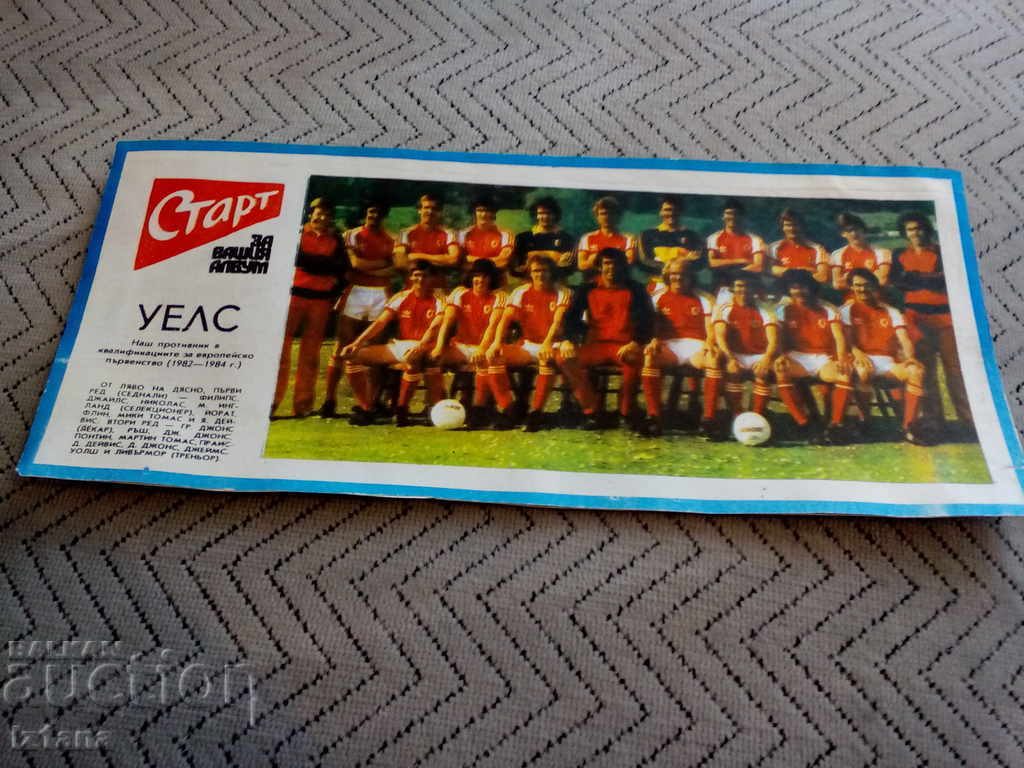 Старт
ЗА
ВАШИЯ
АЛБУМ
УЕЛС
Наш противник в
квалификациите за европейско
първенство (1982—1984 г.)
ОТ ЛЯВО НА ДЯСНО, ПЪРВИ
РЕД (СЕДНАЛИ) — ФИЛИПС,
ДЖАЙЛС, НИКОЛАС, М. ИНГ-
ЛАНД (СЕЛЕКЦИОНЕР), ЙОРАТ,
ФЛИН, МИКИ ТОМАС И Я. ДЕЙ-
ВИС. ВТОРИ РЕД — ГР. ДЖОНС
(ЛЕКАР), РЪШ, ДЖ. ДЖОНС,
ПОНТИН, МАРТИН ТОМАС, ПРАЙС,
Д. ДЕЙВИС, Д. ДЖОНС, ДЖЕЙМС,
УОЛШ И ЛИВЪРМОР (ТРЕНЬОР).
BALKAN
auction
iziana